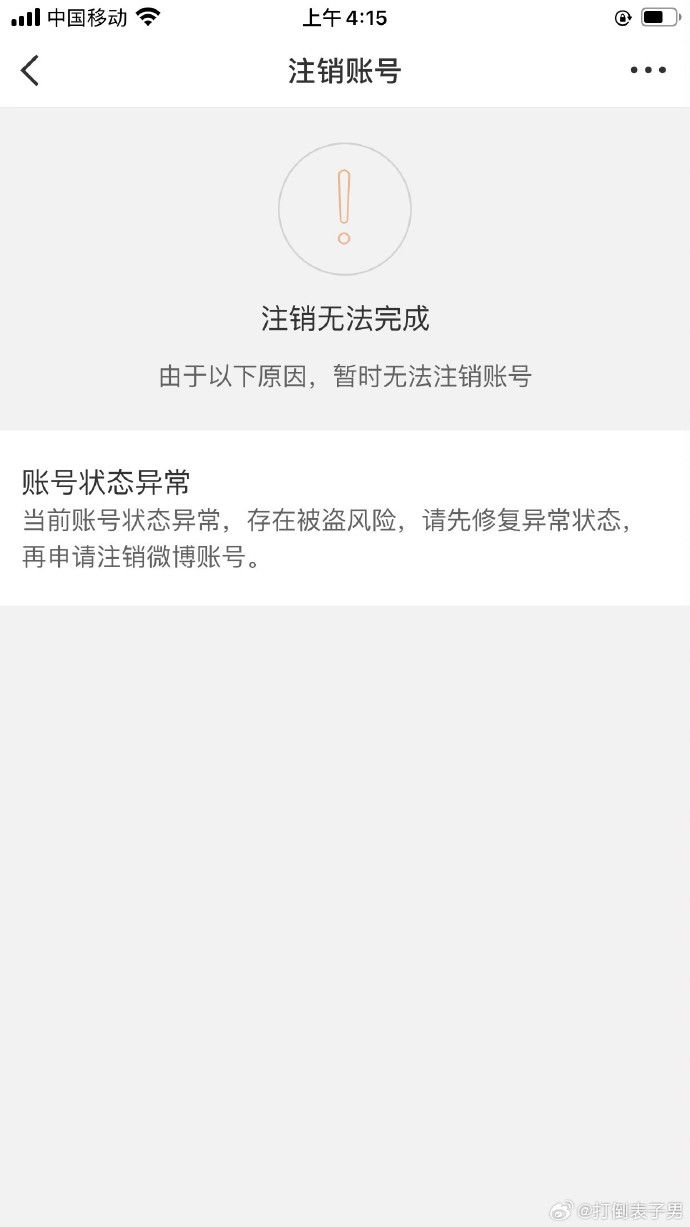 中国移动 上午 4:15
注销账号
注销无法完成
由于以下原因，暂时无法注销账号
账号状态异常
当前账号状态异常，存在被盗风险，请先修复异常状态，
再申请注销微博账号。
@打倒表子男